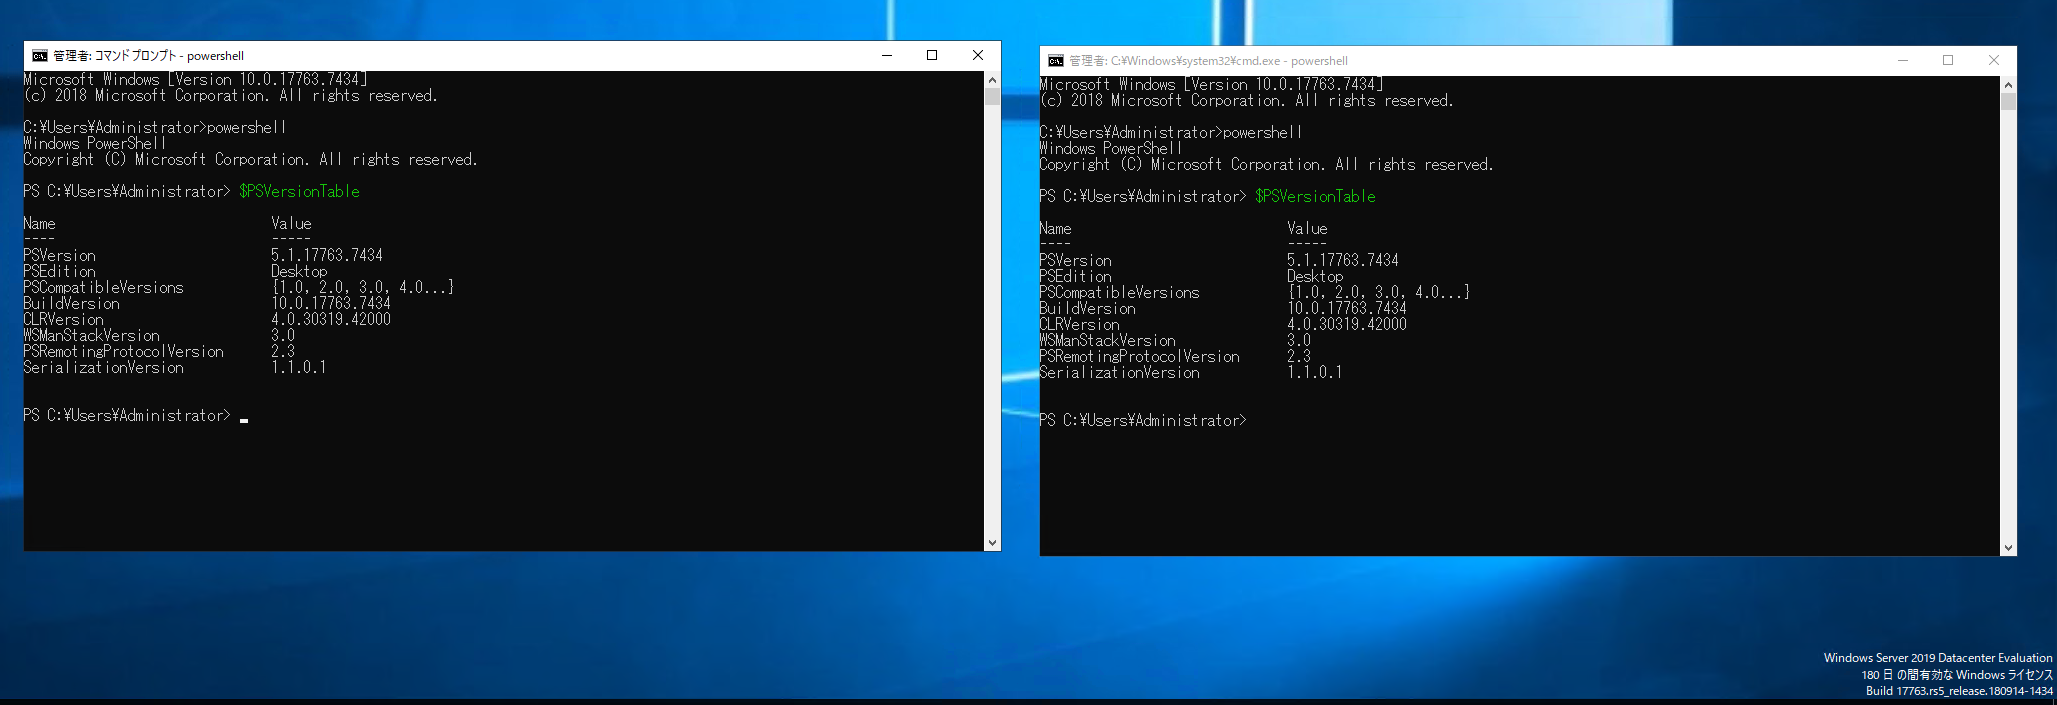 管理者: コマンド プロンプト - powershell
Microsoft Windows [Version 10.0.17763.7434]
(c) 2018 Microsoft Corporation. All rights reserved.
C:¥Users¥Administrator>powershell
Windows PowerShell
Copyright (C) Microsoft Corporation. All rights reserved.
PS C:¥Users¥Administrator> $PSVersionTable
Name Value
---- -----
PSVersion 5.1.17763.7434
PSEdition Desktop
PSCompatibleVersions {1.0, 2.0, 3.0, 4.0...}
BuildVersion 10.0.17763.7434
CLRVersion 4.0.30319.42000
WSManStackVersion 3.0
PSRemotingProtocolVersion 2.3
SerializationVersion 1.1.0.1
PS C:¥Users¥Administrator> _
管理者: C:¥Windows¥system32¥cmd.exe - powershell
Microsoft Windows [Version 10.0.17763.7434]
(c) 2018 Microsoft Corporation. All rights reserved.
C:¥Users¥Administrator>powershell
Windows PowerShell
Copyright (C) Microsoft Corporation. All rights reserved.
PS C:¥Users¥Administrator> $PSVersionTable
Name Value
---- -----
PSVersion 5.1.17763.7434
PSEdition Desktop
PSCompatibleVersions {1.0, 2.0, 3.0, 4.0...}
BuildVersion 10.0.17763.7434
CLRVersion 4.0.30319.42000
WSManStackVersion 3.0
PSRemotingProtocolVersion 2.3
SerializationVersion 1.1.0.1
PS C:¥Users¥Administrator>
Windows Server 2019 Datacenter Evaluation
180 日 の間有効な Windows ライセンス
Build 17763.rs5_release.180914-1434